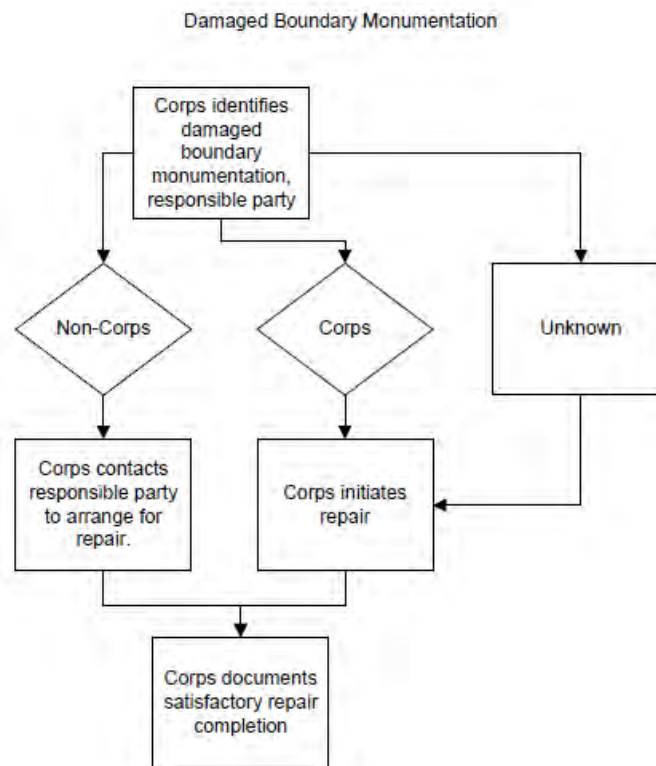 Damaged Boundary Monumentation
Corps identifies
damaged
boundary
monumentation,
responsible party
Non-Corps
Corps
Unknown
Corps contacts
responsible party
to arrange for
repair.
Corps initiates
repair
Corps documents
satisfactory repair
completion